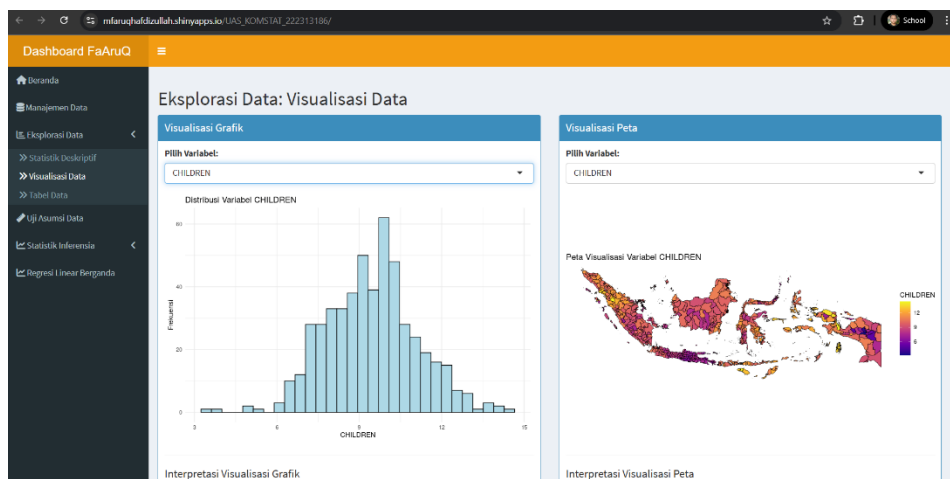 mfaruqhafdizullah.shinyapps.io/UAS_KOMSTAT_222313186/
School
Dashboard FaAruQ
Beranda
Manajemen Data
Eksplorasi Data
Statistik Deskriptif
Visualisasi Data
Tabel Data
Uji Asumsi Data
Statistik Inferensia
Regresi Linear Berganda
Eksplorasi Data: Visualisasi Data
Visualisasi Grafik
Pilih Variabel:
CHILDREN
Distribusi Variabel CHILDREN
Frekuensi
60
40
20
0
3
6
9
12
15
CHILDREN
Interpretasi Visualisasi Grafik
Visualisasi Peta
Pilih Variabel:
CHILDREN
Peta Visualisasi Variabel CHILDREN
CHILDREN
12
9
6
Interpretasi Visualisasi Peta